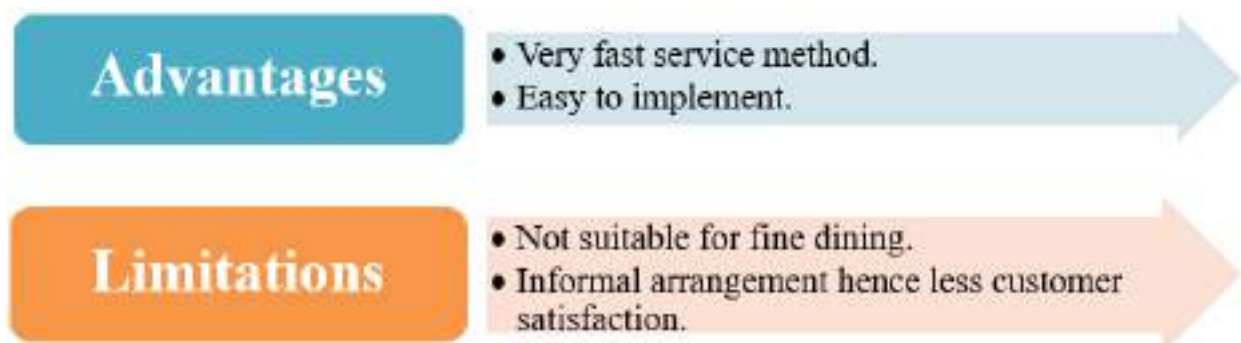 Advantages
• Very fast service method.
• Easy to implement.
Limitations
• Not suitable for fine dining.
• Informal arrangement hence less customer
satisfaction.